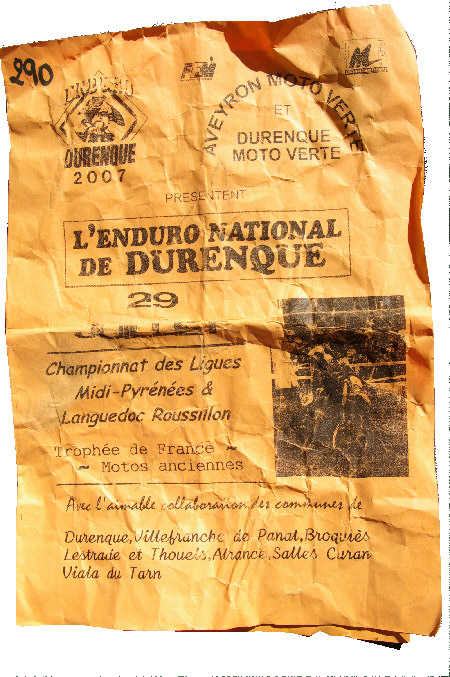 290
ENDURO
DURENQUE
2007
AVEYRON MOTO VERTE
ET
DURENQUE
MOTO VERTE
PRESENTENT
L'ENDURO NATIONAL
DE DURENQUE
29
JUILLET
Championnat des Ligues
Midi-Pyrénées &
Languedoc Roussillon
Trophée de France ~
~ Motos anciennes
Avec l'aimable collaboration des communes de
Durenque,Villefranche de Panat,Broquiès
Lestrade et Thouels,Alrance,Salles Curan
Viala du Tarn